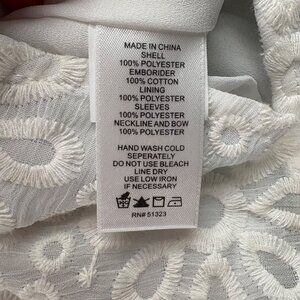 MADE IN CHINA
SHELL
100% POLYESTER
EMBORIDER
100% COTTON
LINING
100% POLYESTER
SLEEVES
100% POLYESTER
NECKLINE AND BOW
100% POLYESTER
HAND WASH COLD
SEPERATELY
DO NOT USE BLEACH
LINE DRY
USE LOW IRON
IF NECESSARY
RN# 51323